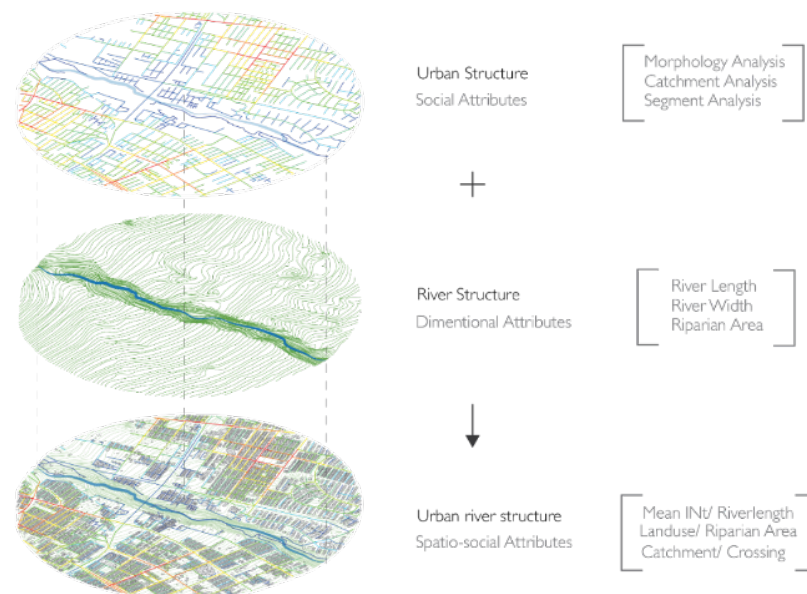 Urban Structure
Social Attributes
Morphology Analysis
Catchment Analysis
Segment Analysis
+
River Structure
Dimentional Attributes
River Length
River Width
Riparian Area
Urban river structure
Spatio-social Attributes
Mean INt/ Riverlength
Landuse/ Riparian Area
Catchment/ Crossing